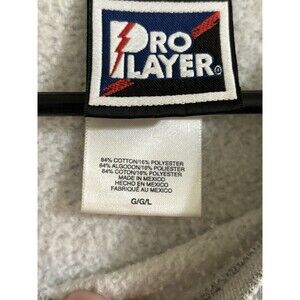 PRO
PLAYER®
84% COTTON/16% POLYESTER
84% ALGODON/16% POLIESTER
84% COTON/16% POLYESTER
MADE IN MEXICO
HECHO EN MEXICO
FABRIQUÉ AU MEXICO
G/G/L